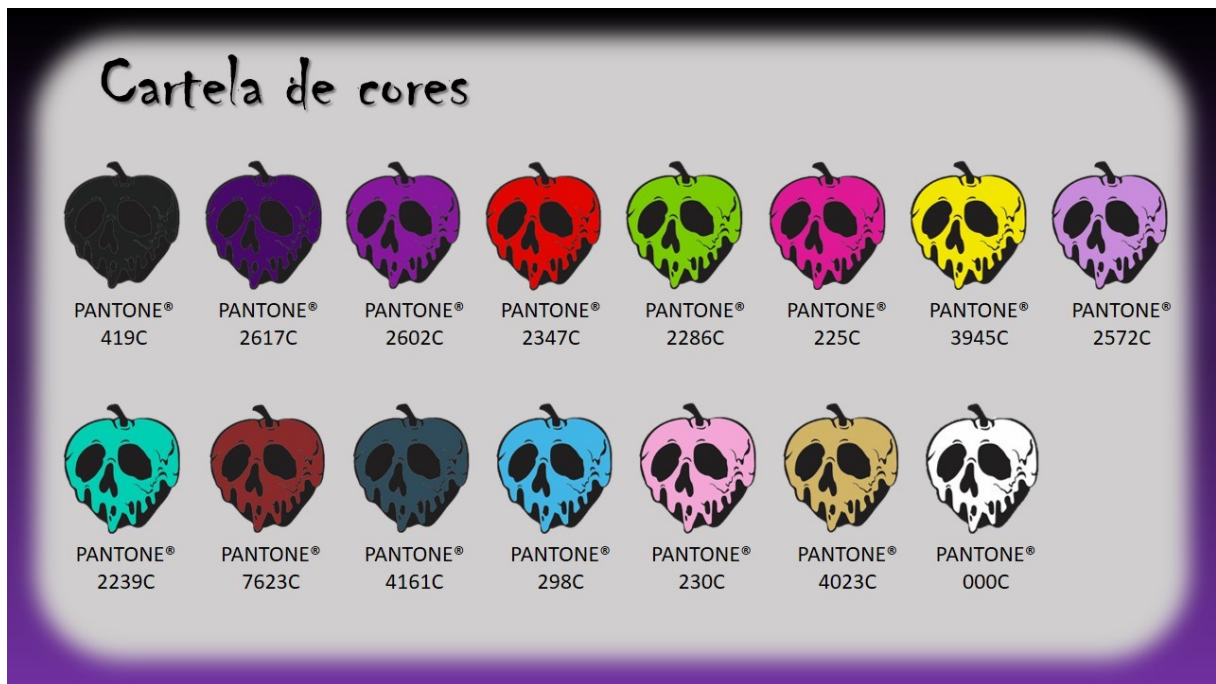 Cartela de cores
PANTONE® PANTONE® PANTONE® PANTONE® PANTONE® PANTONE® PANTONE® PANTONE®
419C 2617C 2602C 2347C 2286C 225C 3945C 2572C
PANTONE® PANTONE® PANTONE® PANTONE® PANTONE® PANTONE® PANTONE®
2239C 7623C 4161C 298C 230C 4023C 000C